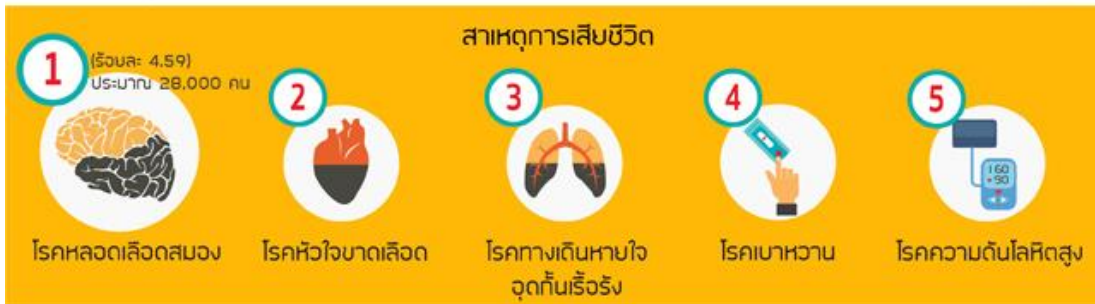 สาเหตุการเสียชีวิต
1
(ร้อยละ 4.59)
ประมาณ 28,000 คน
โรคหลอดเลือดสมอง
2
โรคหัวใจขาดเลือด
3
โรคทางเดินหายใจ
อุดกั้นเรื้อรัง
4
โรคเบาหวาน
5
160
90
โรคความดันโลหิตสูง